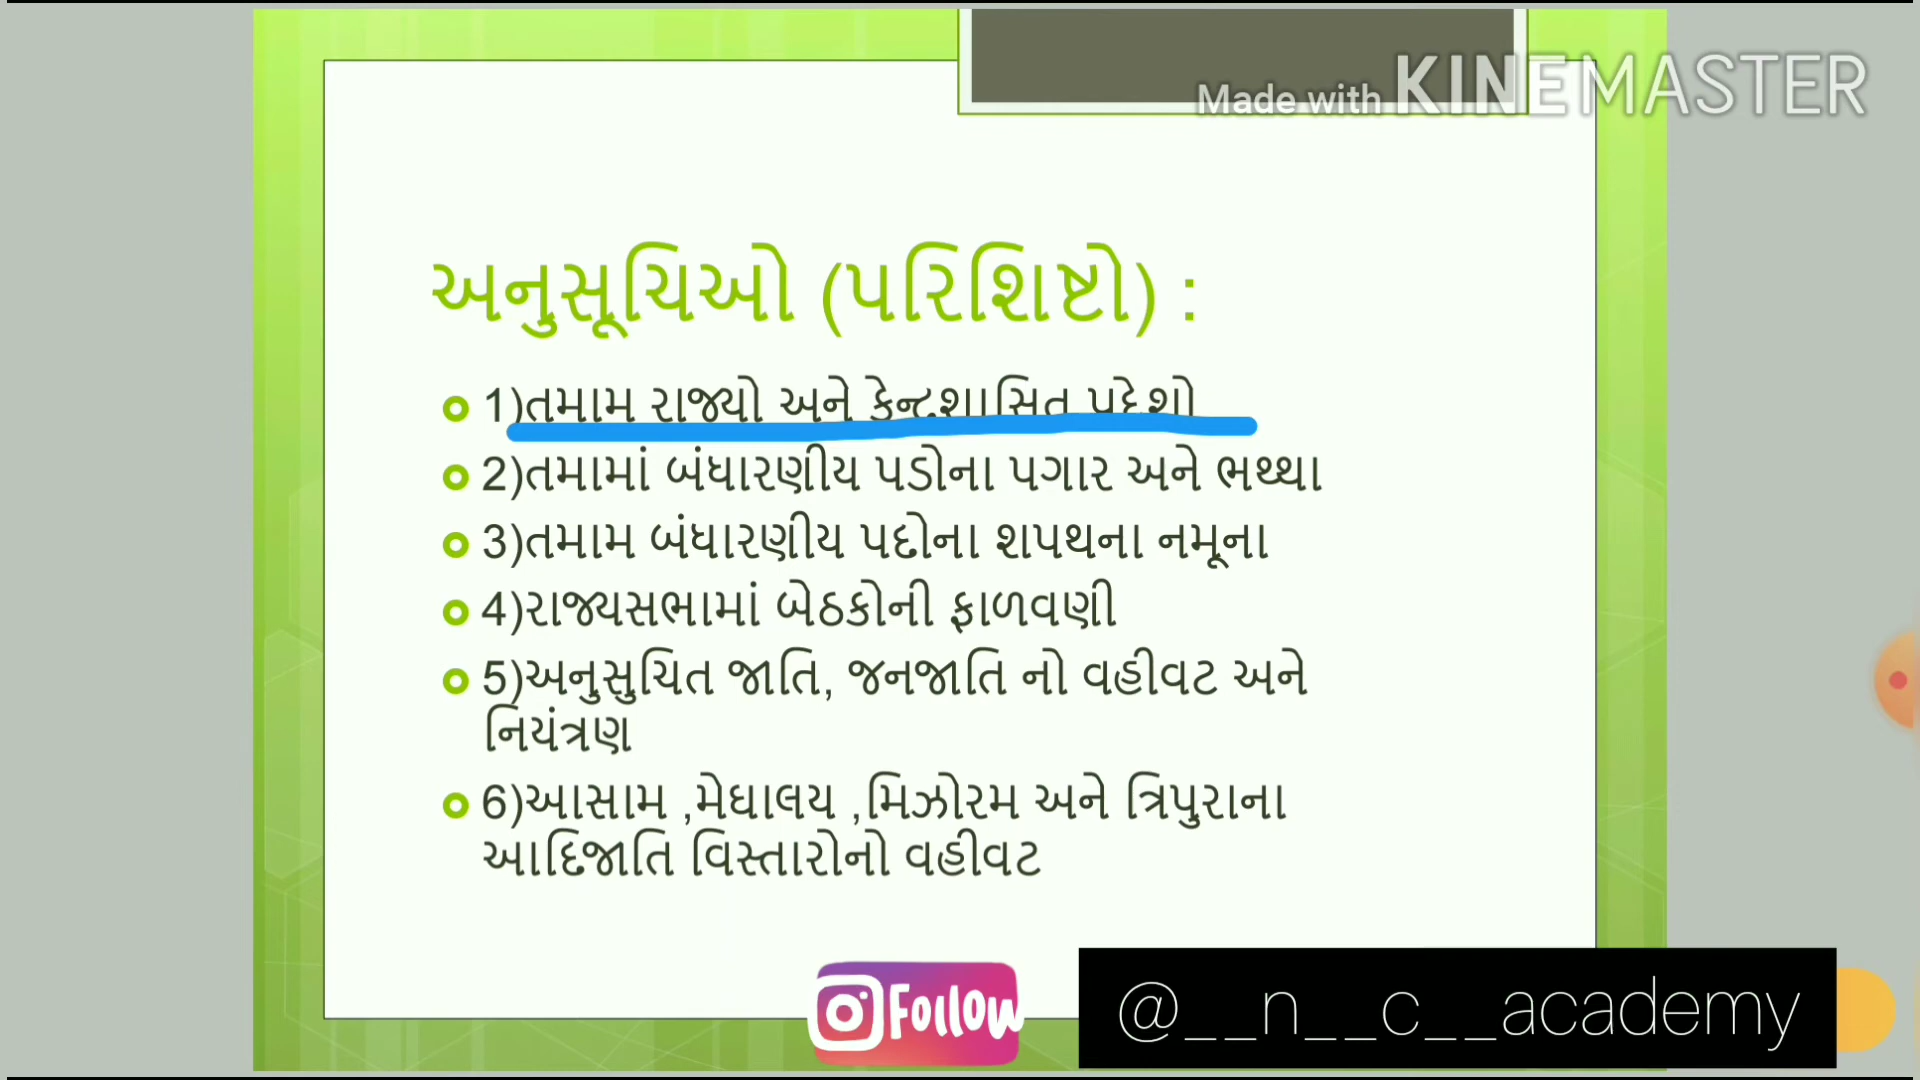 Made with KINEMASTER
અનુસૂચિઓ (પરિશિષ્ટો) :
1)તમામ રાજ્યો અને કેન્દ્રશાસિત પ્રદેશો
2)તમામાં બંધારણીય પડોના પગાર અને ભથ્થા
3)તમામ બંધારણીય પદોના શપથના નમૂના
4)રાજ્યસભામાં બેઠકોની ફાળવણી
5)અનુસુચિત જાતિ, જનજાતિ નો વહીવટ અને
નિયંત્રણ
6)આસામ ,મેઘાલય ,મિઝોરમ અને ત્રિપુરાના
આદિજાતિ વિસ્તારોનો વહીવટ
Follow
@__n__c__academy